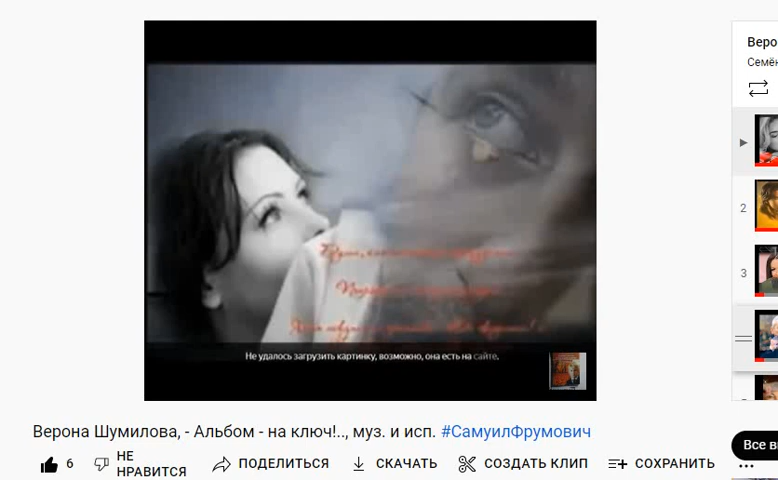 Не удалось загрузить картинку, возможно, она есть на сайте.
Верона Шумилова, - Альбом - на ключ!.., муз. и исп. #СамуилФрумович
6
НЕ НРАВИТСЯ
ПОДЕЛИТЬСЯ
СКАЧАТЬ
СОЗДАТЬ КЛИП
СОХРАНИТЬ
Веро
Семён
2
3
Все в